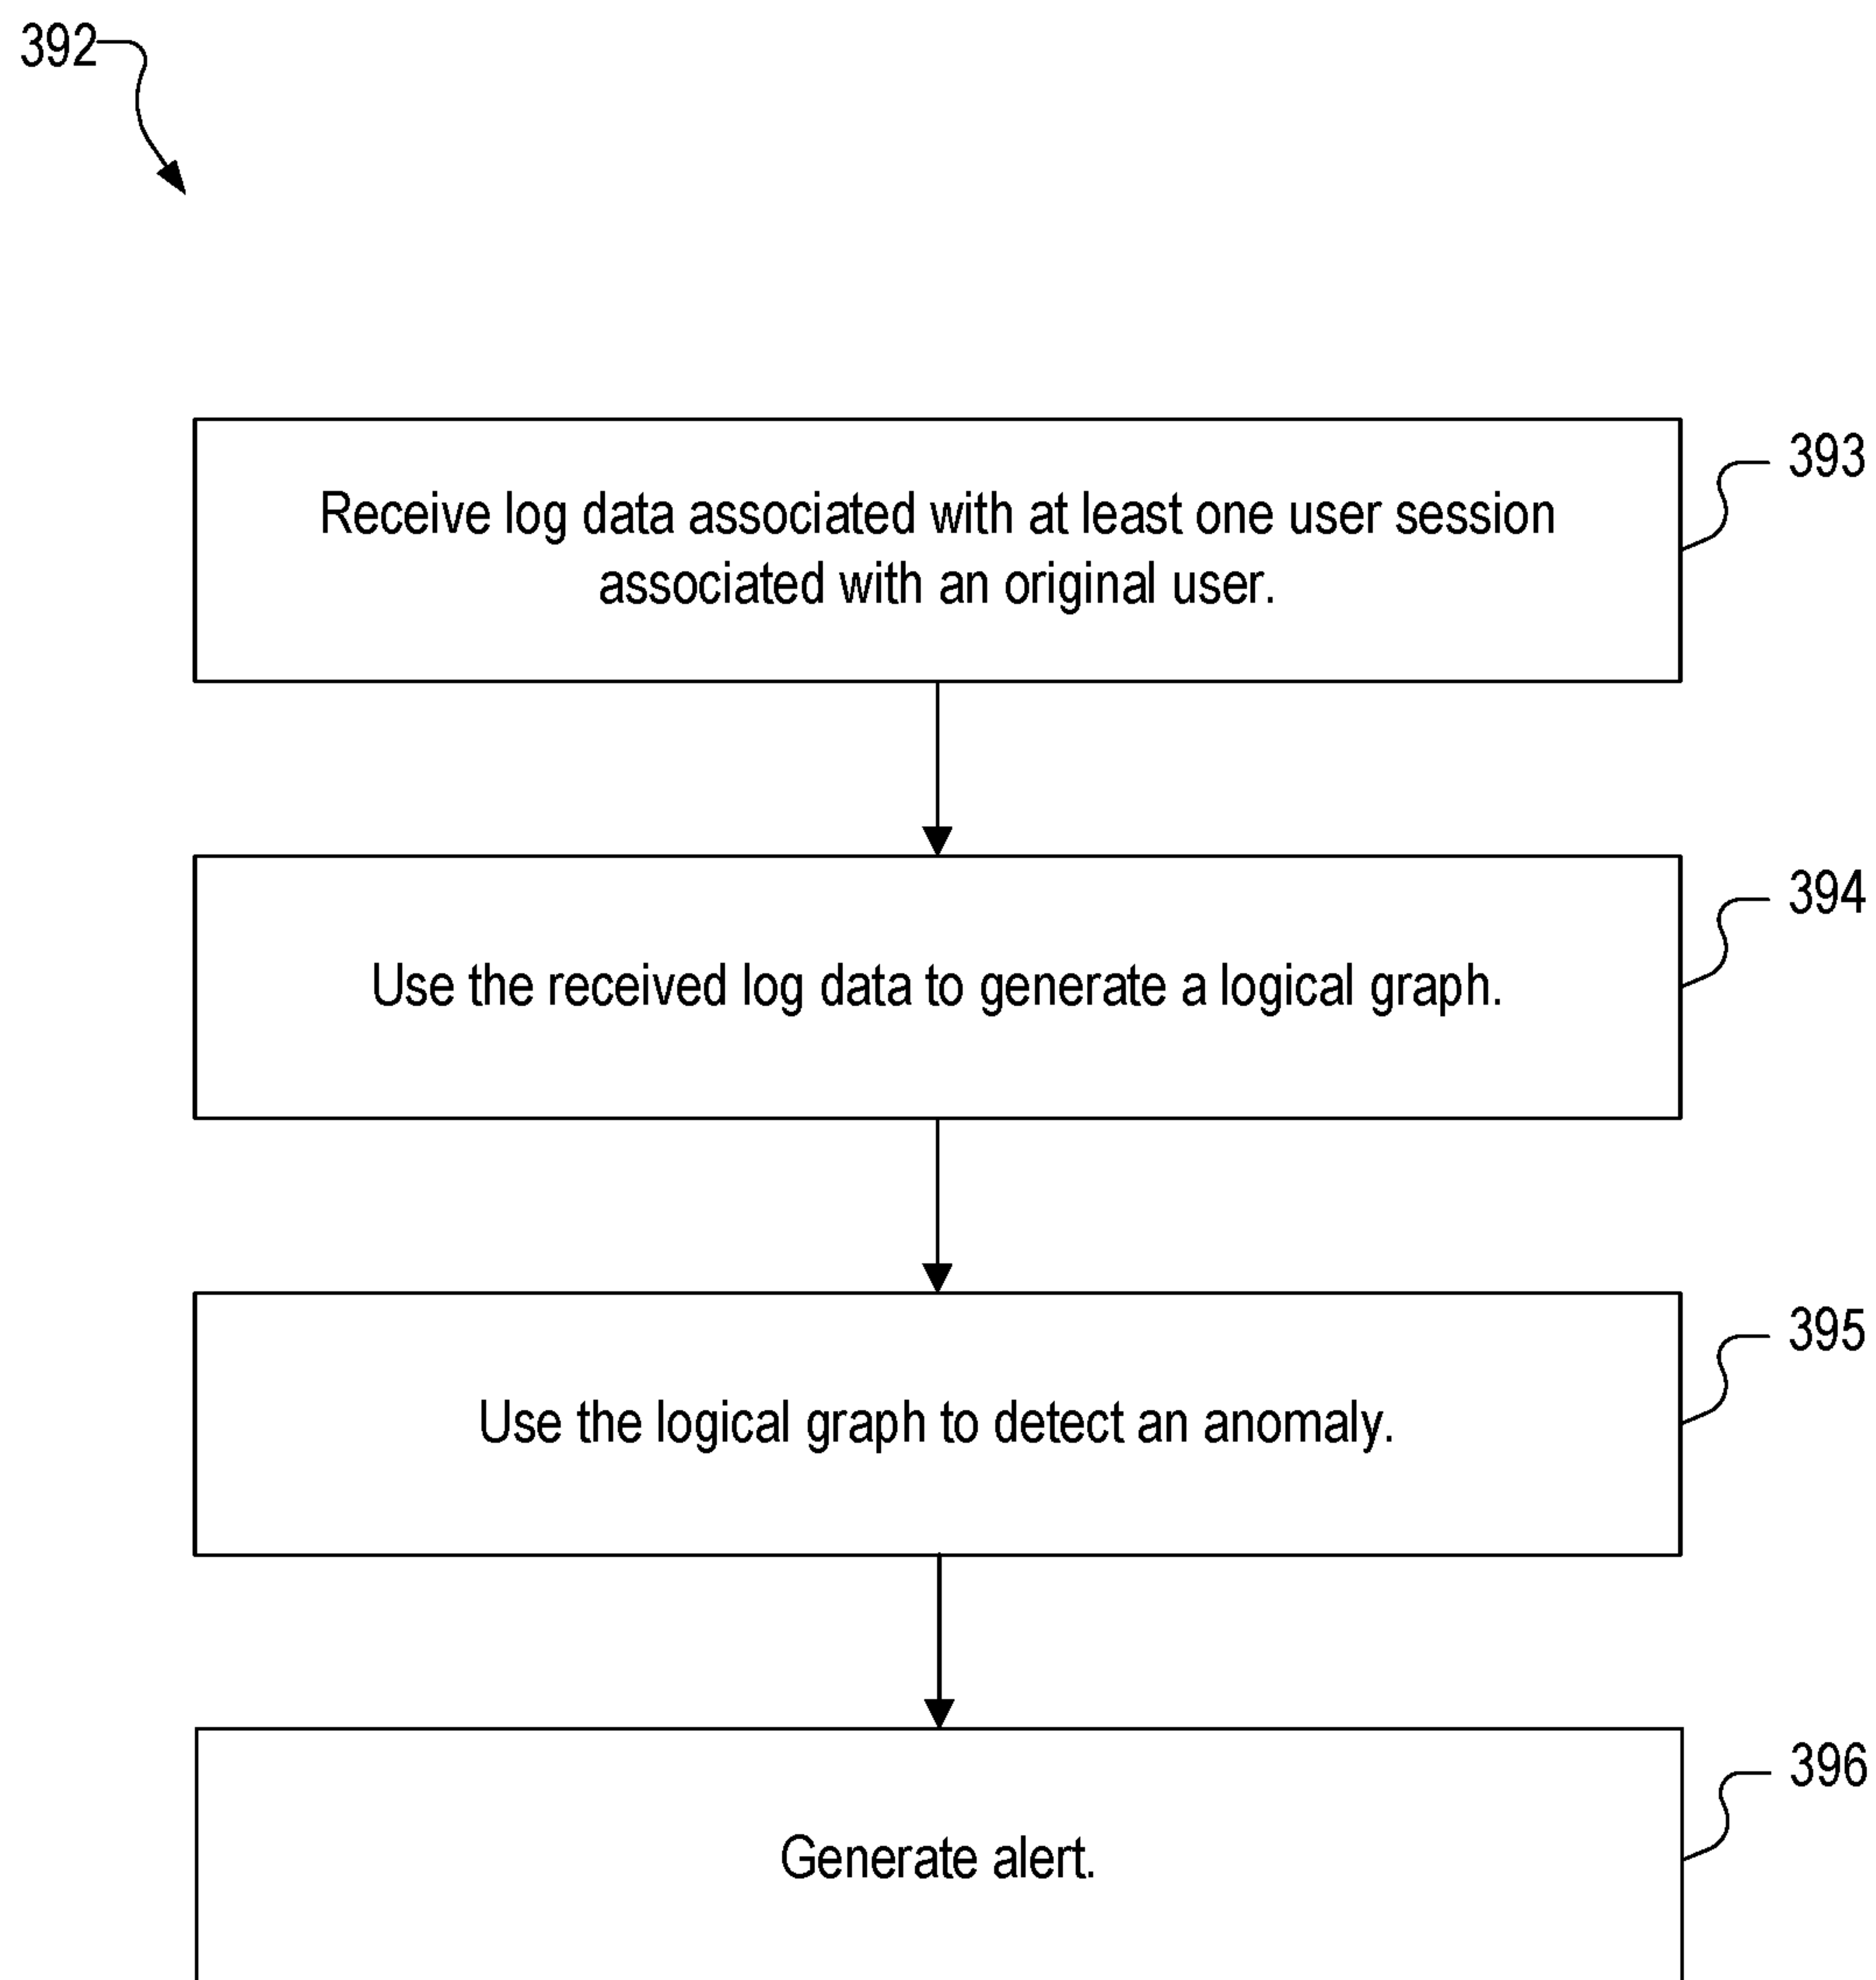 392
393
Receive log data associated with at least one user session
associated with an original user.
394
Use the received log data to generate a logical graph.
395
Use the logical graph to detect an anomaly.
396
Generate alert.